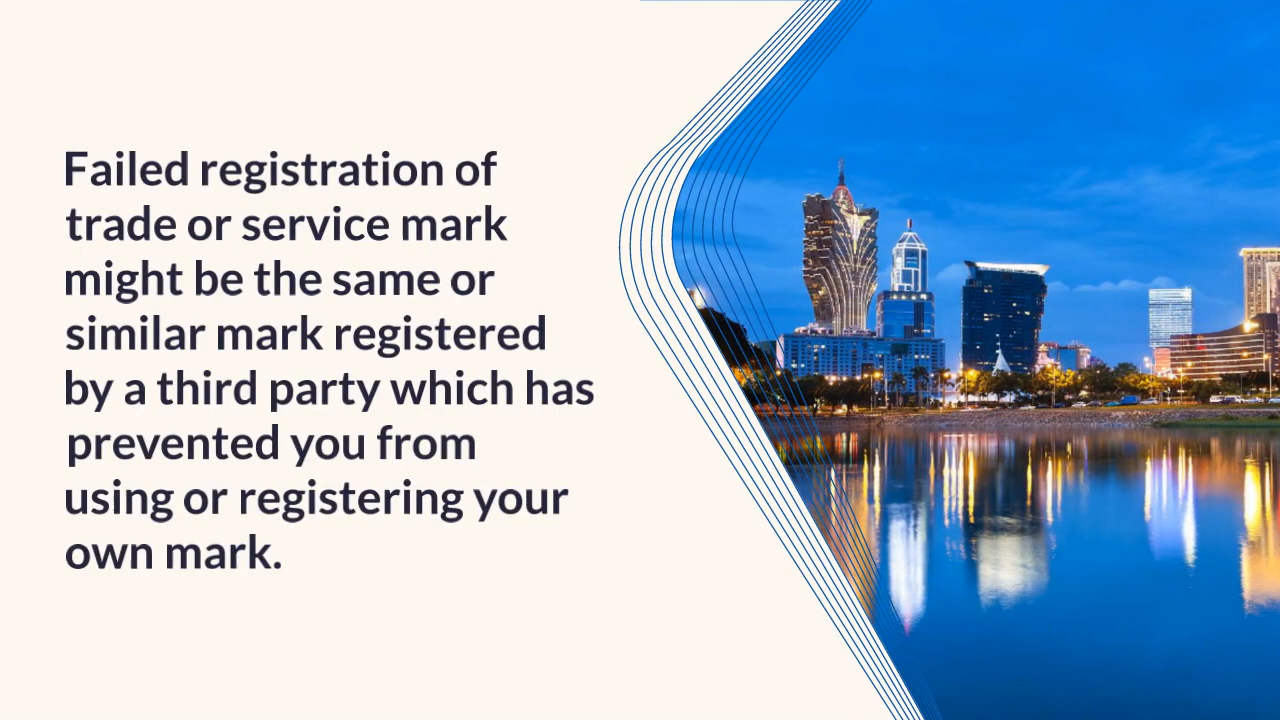 Failed registration of
trade or service mark
might be the same or
similar mark registered
by a third party which has
prevented you from
using or registering your
own mark.